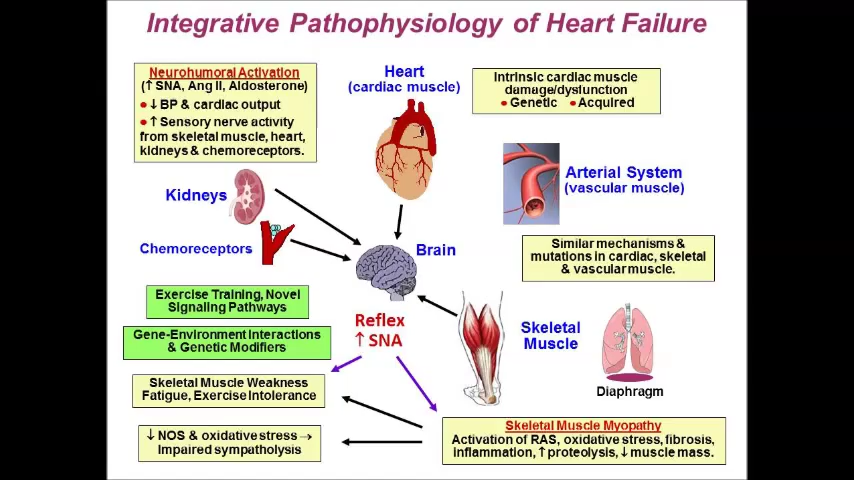 Integrative Pathophysiology of Heart Failure
Neurohumoral Activation
(↑ SNA, Ang II, Aldosterone)
● ↓ BP & cardiac output
● ↑ Sensory nerve activity
from skeletal muscle, heart,
kidneys & chemoreceptors.
Heart
(cardiac muscle)
Intrinsic cardiac muscle
damage/dysfunction
● Genetic ● Acquired
Kidneys
Arterial System
(vascular muscle)
Chemoreceptors
Brain
Similar mechanisms &
mutations in cardiac, skeletal
& vascular muscle.
Exercise Training, Novel
Signaling Pathways
Gene-Environment Interactions
& Genetic Modifiers
Reflex
↑ SNA
Skeletal
Muscle
Diaphragm
Skeletal Muscle Weakness
Fatigue, Exercise Intolerance
↓ NOS & oxidative stress →
Impaired sympatholysis
Skeletal Muscle Myopathy
Activation of RAS, oxidative stress, fibrosis,
inflammation, ↑ proteolysis, ↓ muscle mass.